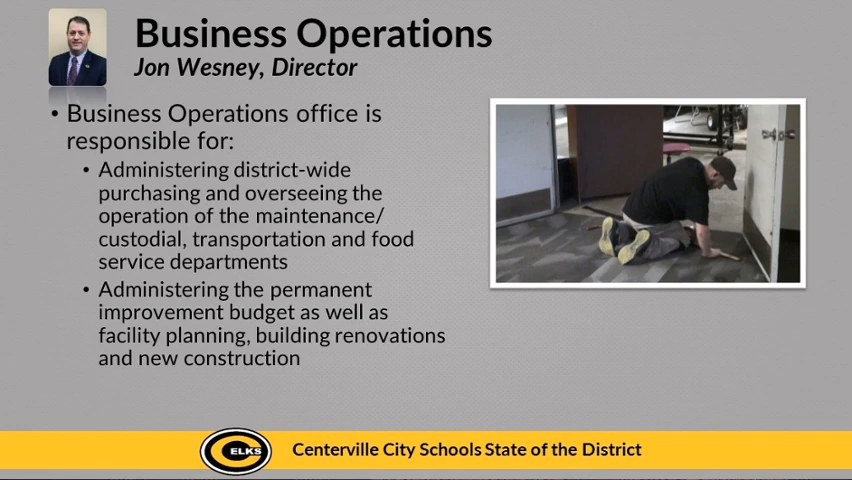 Business Operations
Jon Wesney, Director
• Business Operations office is
responsible for:
• Administering district-wide
purchasing and overseeing the
operation of the maintenance/
custodial, transportation and food
service departments
• Administering the permanent
improvement budget as well as
facility planning, building renovations
and new construction
ELKS
Centerville City Schools State of the District